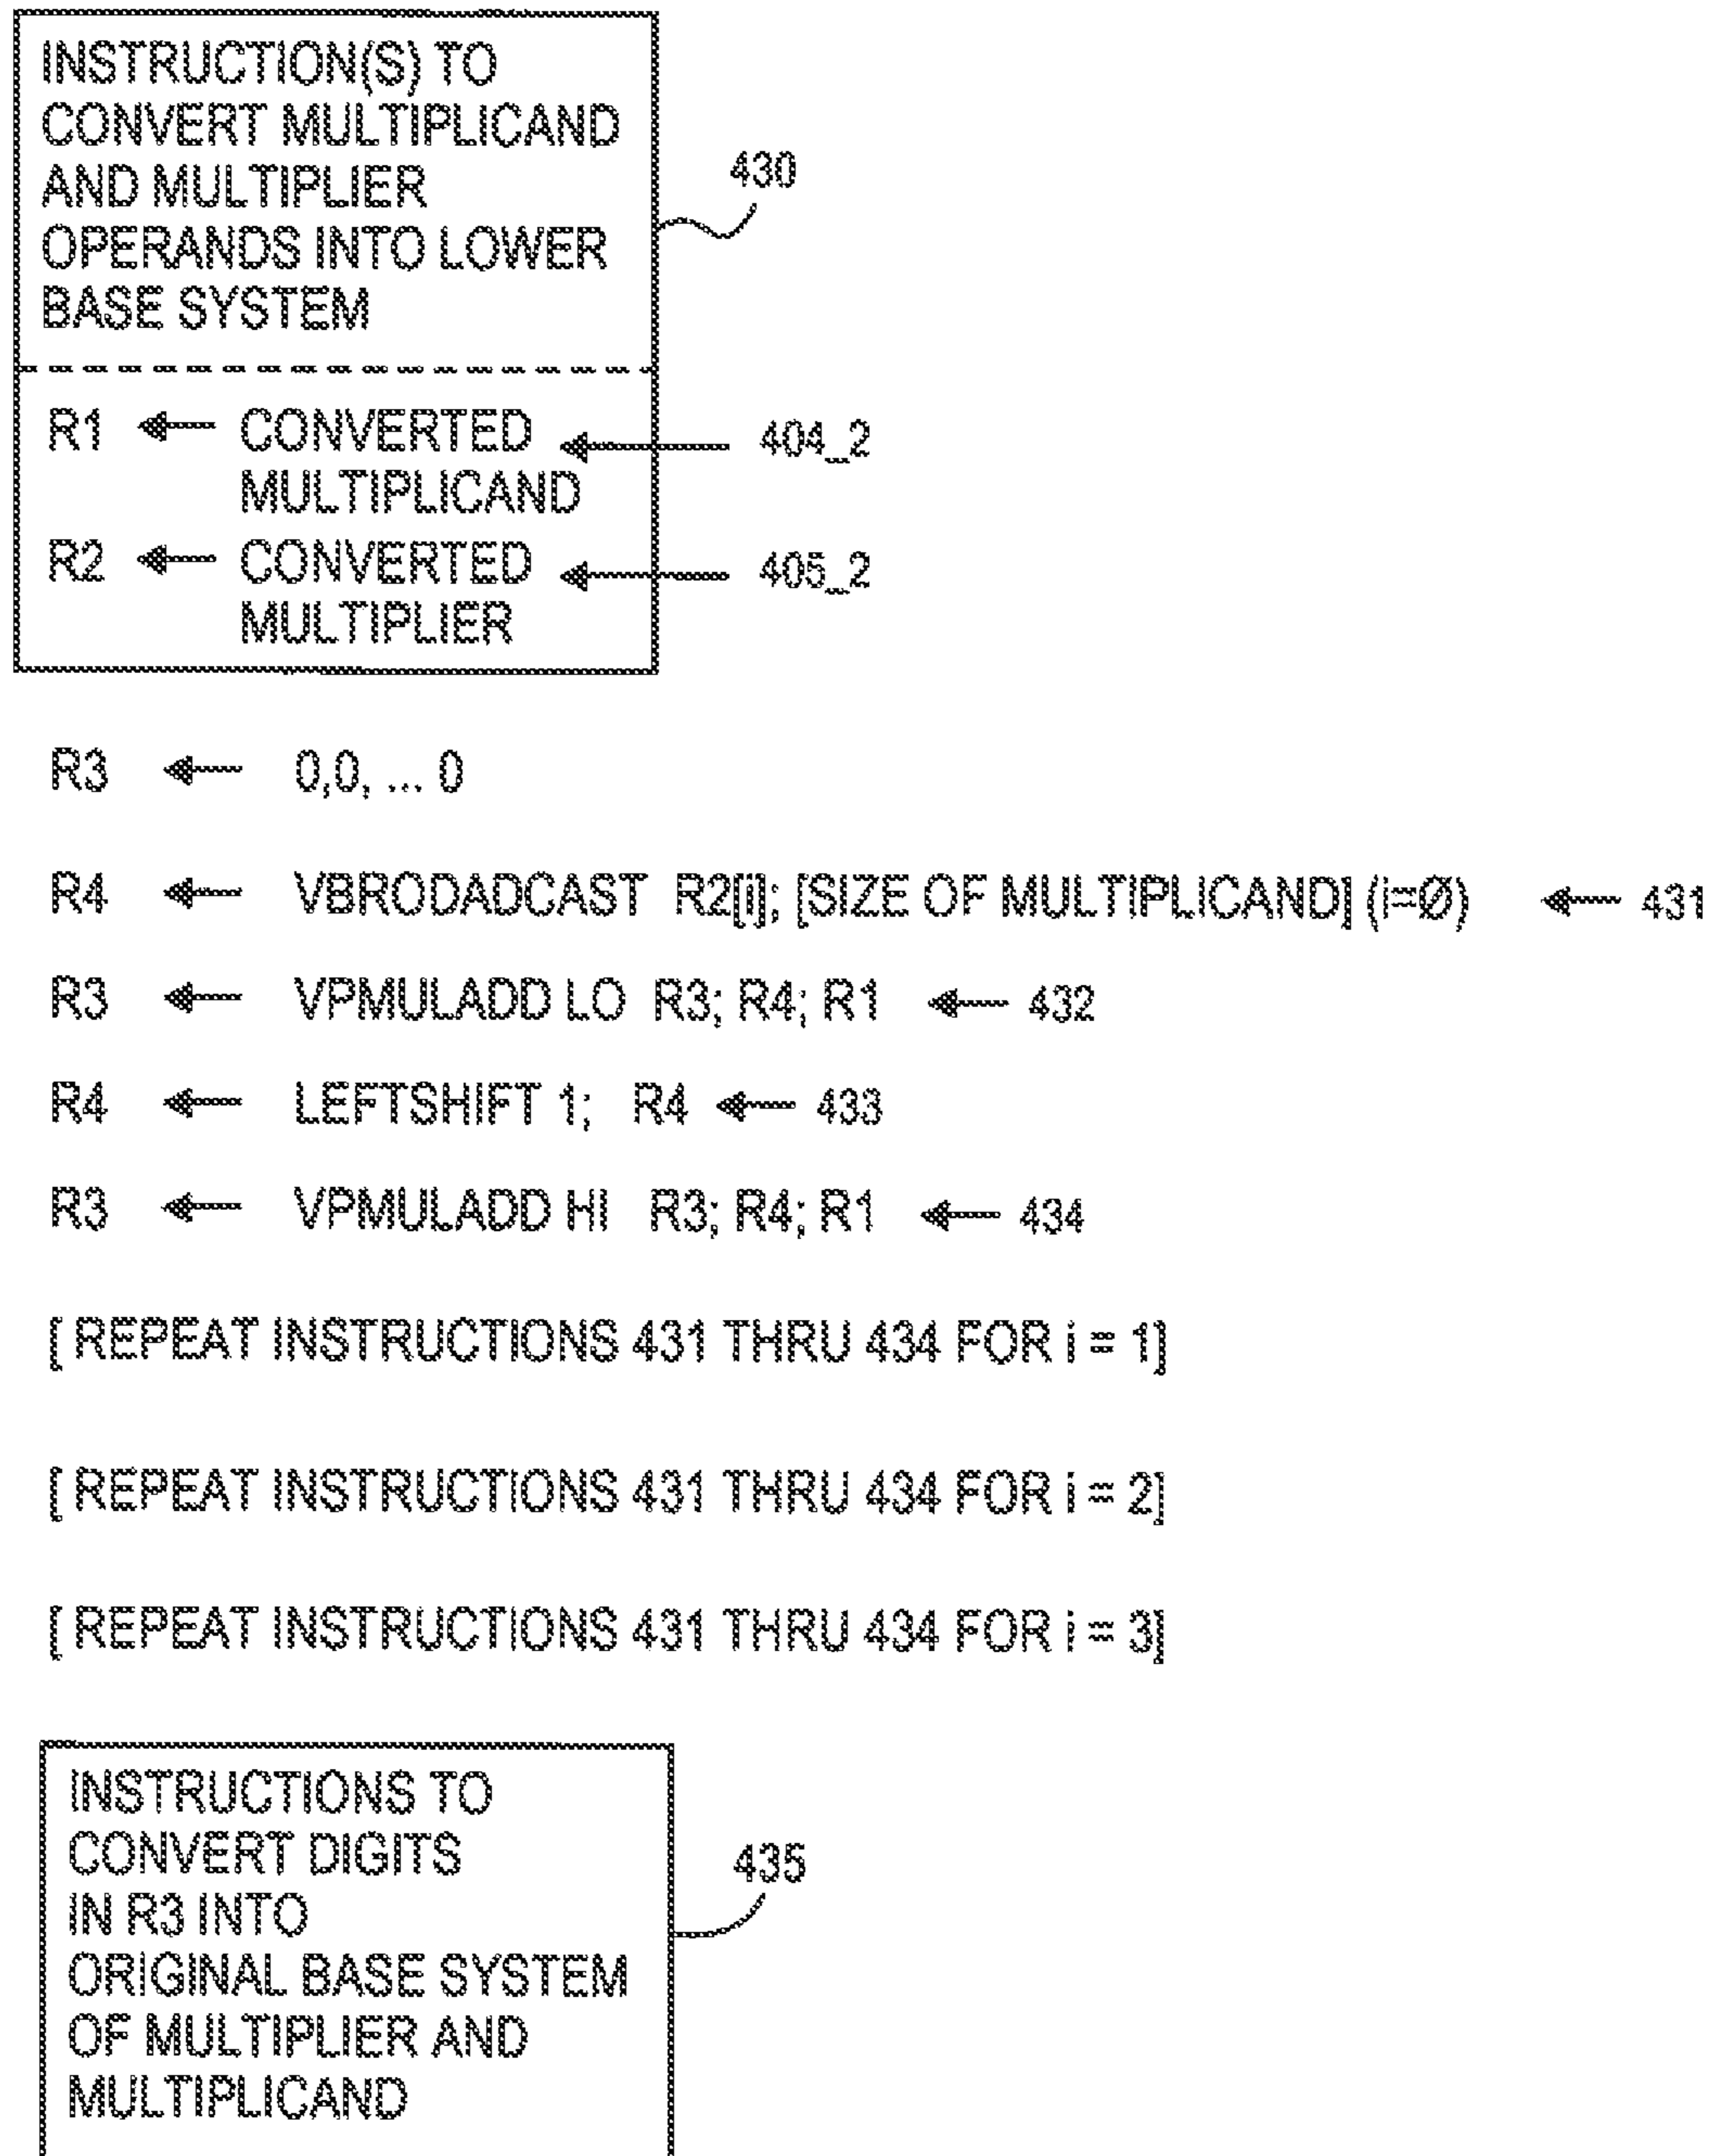 INSTRUCTION(S) TO
CONVERT MULTIPLICAND
AND MULTIPLIER
OPERANDS INTO LOWER
BASE SYSTEM
430
R1 ← CONVERTED ← 404_2
MULTIPLICAND
R2 ← CONVERTED ← 405_2
MULTIPLIER
R3 ← 0,0, ... 0
R4 ← VBRODADCAST R2[i]; [SIZE OF MULTIPLICAND] (i=Ø) ← 431
R3 ← VPMULADD LO R3; R4; R1 ← 432
R4 ← LEFTSHIFT 1; R4 ← 433
R3 ← VPMULADD HI R3; R4; R1 ← 434
[ REPEAT INSTRUCTIONS 431 THRU 434 FOR i = 1]
[ REPEAT INSTRUCTIONS 431 THRU 434 FOR i = 2]
[ REPEAT INSTRUCTIONS 431 THRU 434 FOR i = 3]
INSTRUCTIONS TO
CONVERT DIGITS
IN R3 INTO
ORIGINAL BASE SYSTEM
OF MULTIPLIER AND
MULTIPLICAND
435